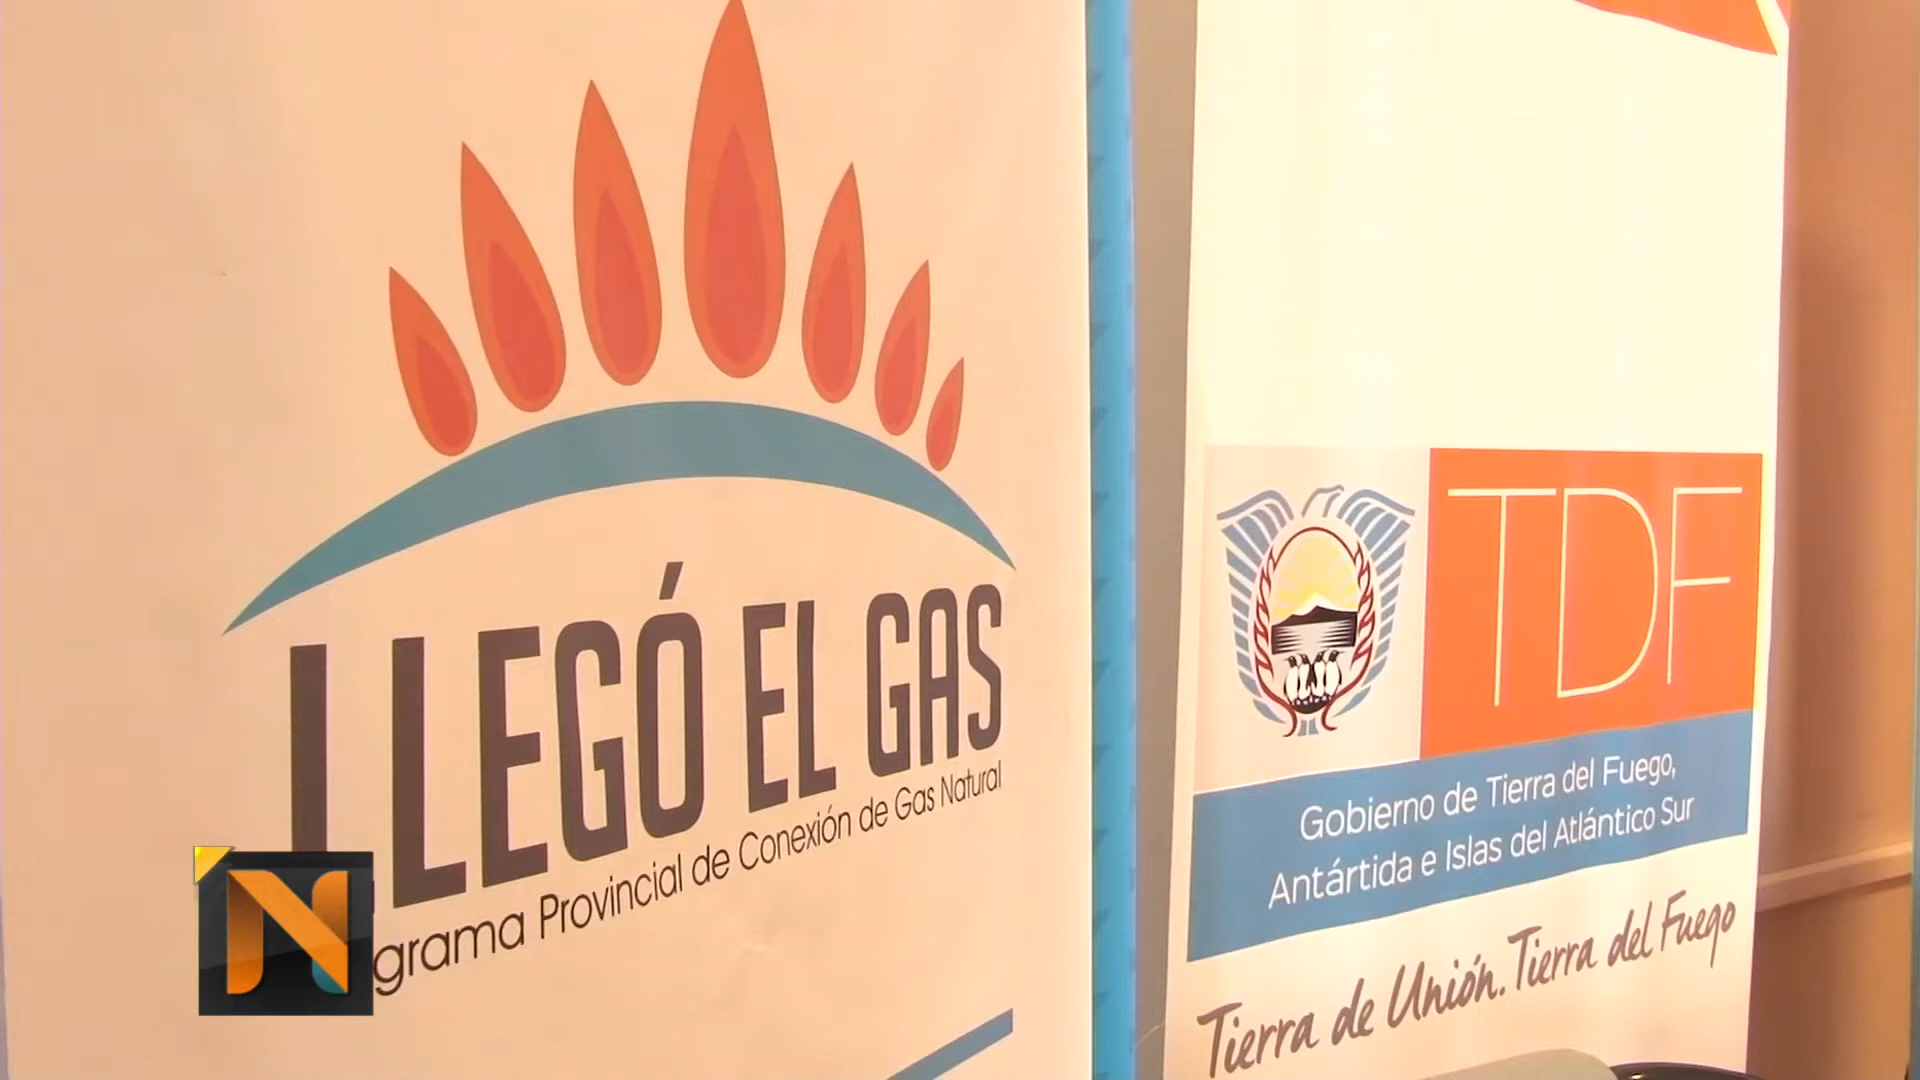 LLEGÓ EL GAS
grama Provincial de Conexión de Gas Natural
N
TDF
Gobierno de Tierra del Fuego,
Antártida e Islas del Atlántico Sur
Tierra de Unión. Tierra del Fuego